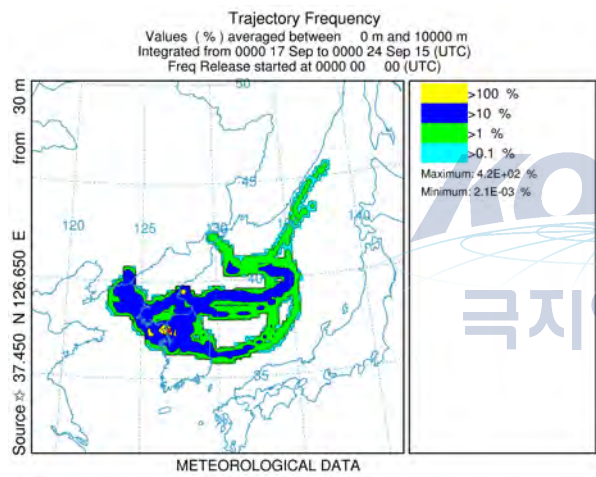 Trajectory Frequency
Values ( % ) averaged between 0 m and 10000 m
Integrated from 0000 17 Sep to 0000 24 Sep 15 (UTC)
Freq Release started at 0000 00 00 (UTC)
Source ☆ 37.450 N 126.650 E from 30 m
50
45
120
125
130
140
40
35
>100 %
>10 %
>1 %
>0.1 %
Maximum: 4.2E+02 %
Minimum: 2.1E-03 %
극지
METEOROLOGICAL DATA